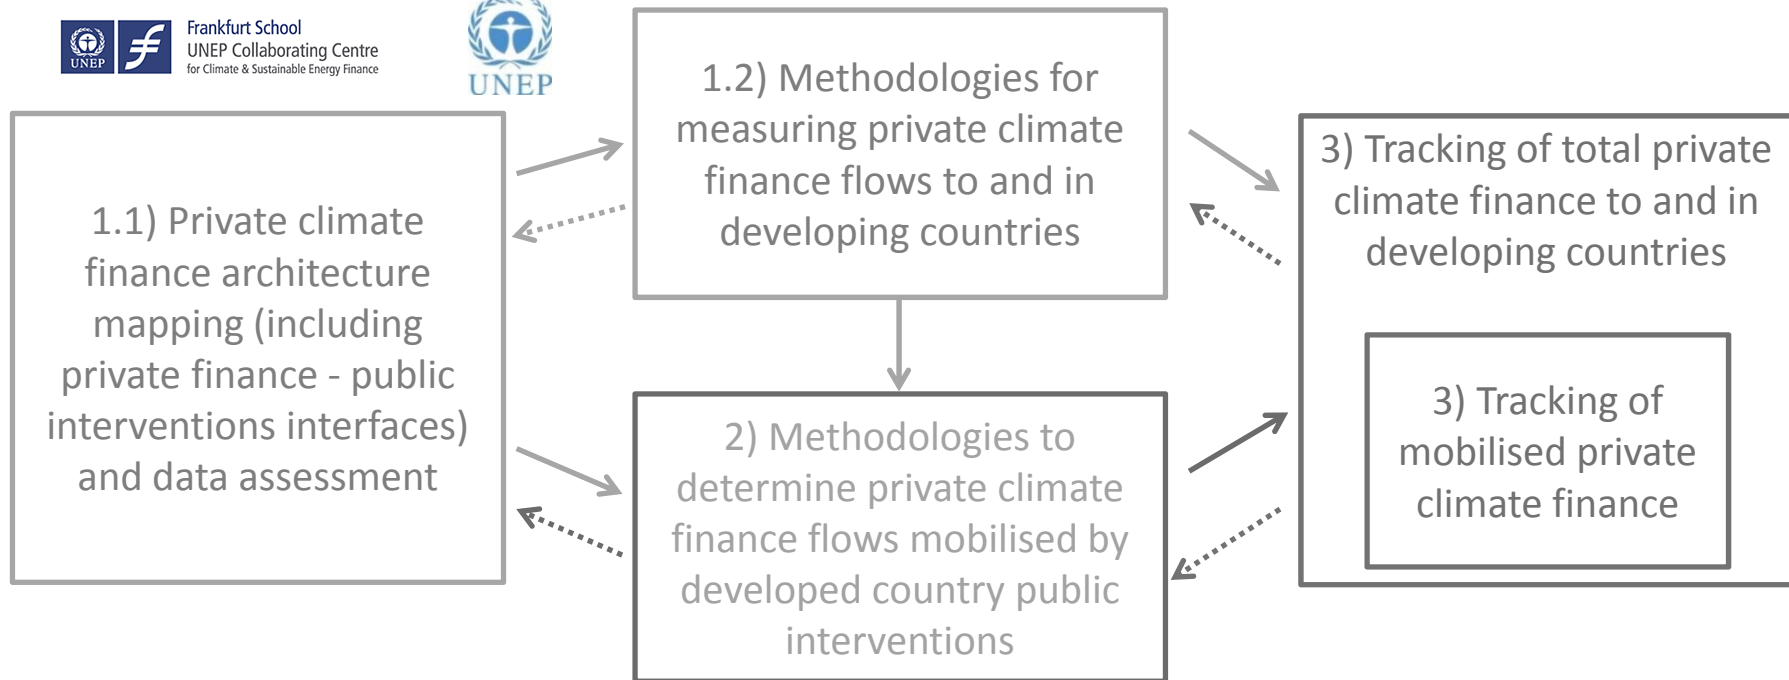 UNEP
Frankfurt School
UNEP Collaborating Centre
for Climate & Sustainable Energy Finance
UNEP
1.1) Private climate
finance architecture
mapping (including
private finance - public
interventions interfaces)
and data assessment
1.2) Methodologies for
measuring private climate
finance flows to and in
developing countries
2) Methodologies to
determine private climate
finance flows mobilised by
developed country public
interventions
3) Tracking of total private
climate finance to and in
developing countries
3) Tracking of
mobilised private
climate finance